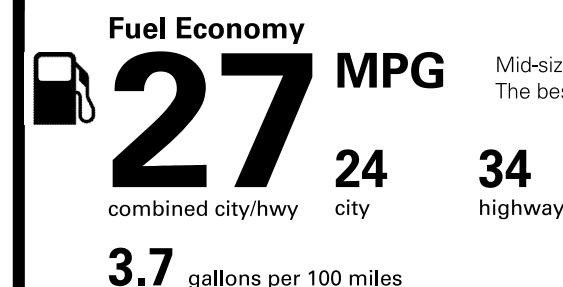 Fuel Economy
27 MPG
Mid-siz
The bes
24 34
combined city/hwy city highway
3.7 gallons per 100 miles